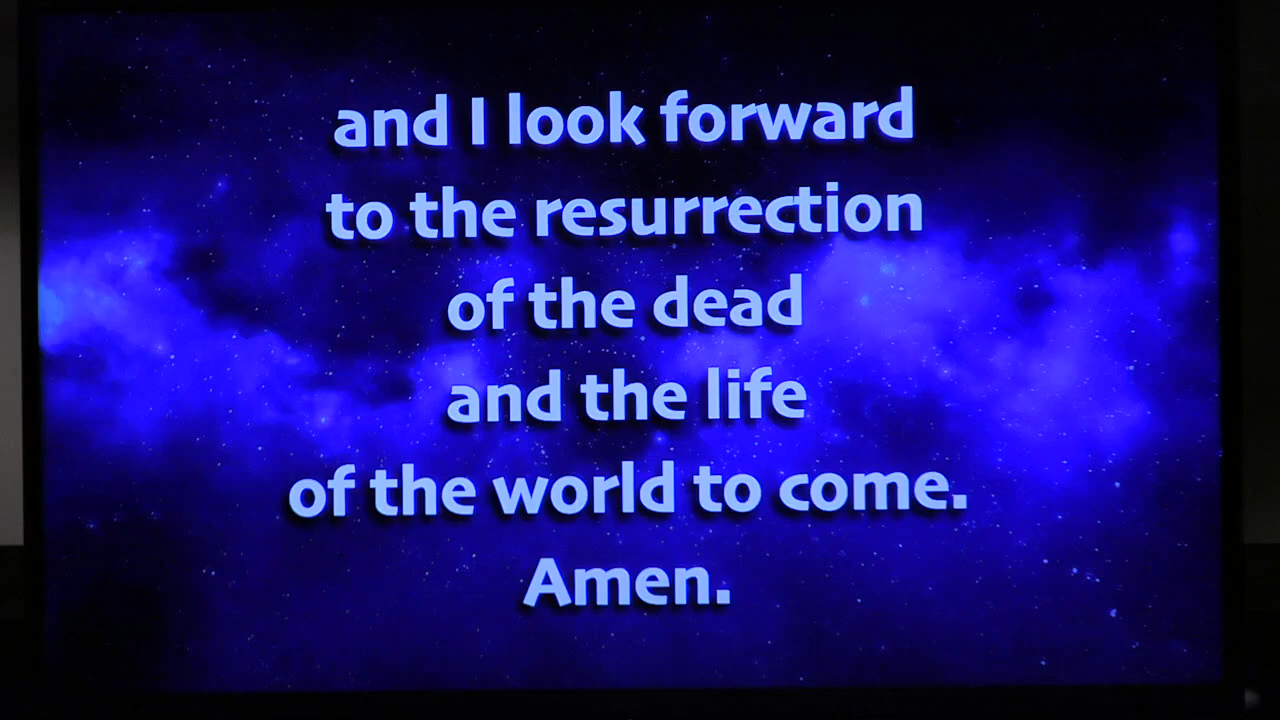 and I look forward
to the resurrection
of the dead
and the life
of the world to come.
Amen.